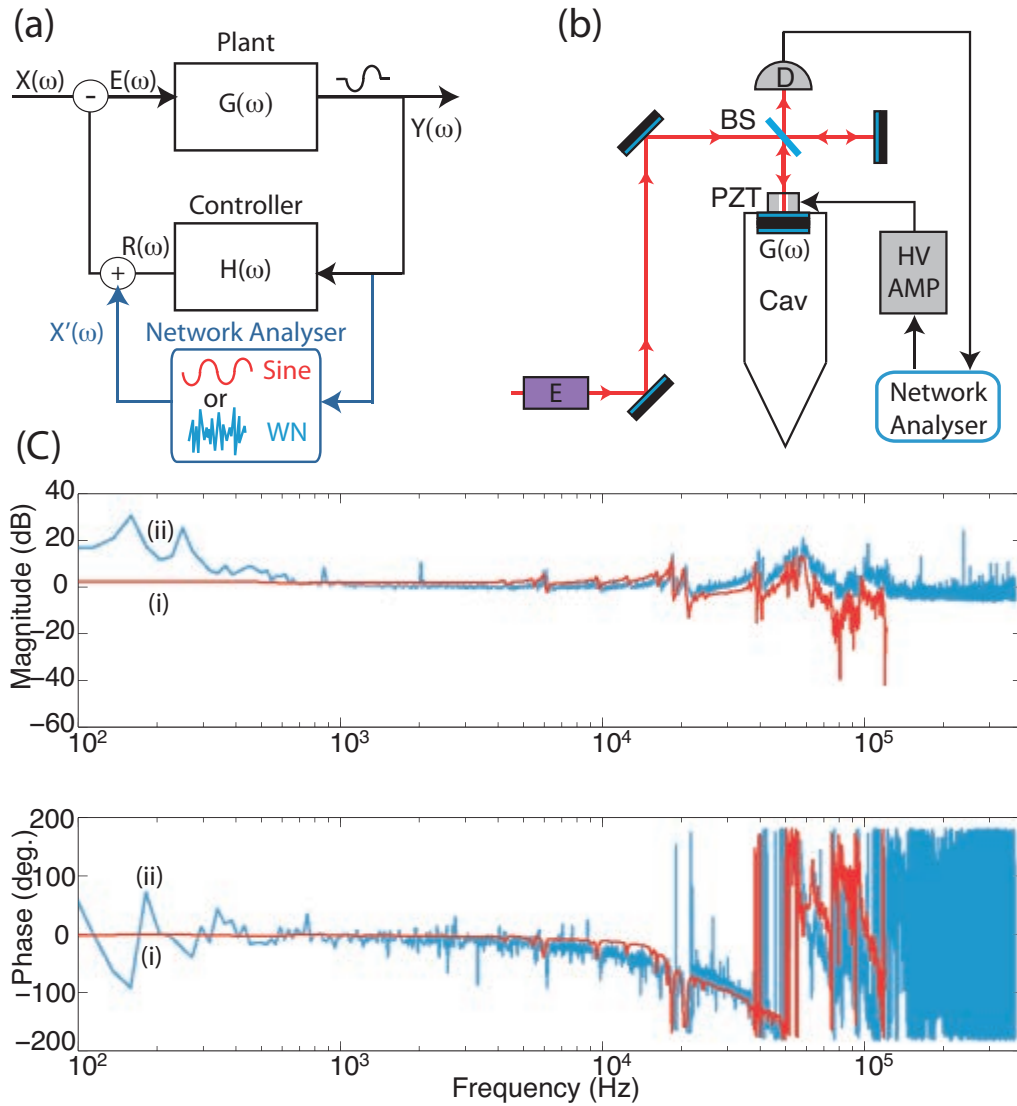 (a)
Plant
X(ω)
E(ω)
-
G(ω)
Y(ω)
Controller
R(ω)
H(ω)
+
X'(ω)
Network Analyser
Sine
or
WN
(b)
D
BS
PZT
G(ω)
HV
AMP
Cav
E
Network
Analyser
(C)
Magnitude (dB)
40
20
0
−20
−40
−60
(ii)
(i)
10² 10³ 10⁴ 10⁵
Phase (deg.)
200
100
0
−100
−200
(ii)
(i)
10² 10³ 10⁴ 10⁵
Frequency (Hz)